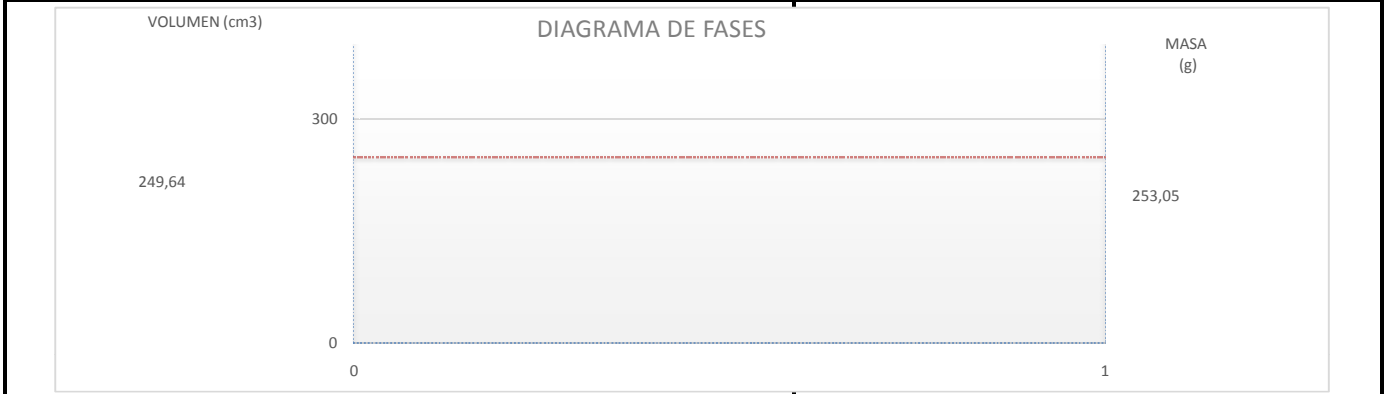 VOLUMEN (cm3)
DIAGRAMA DE FASES
MASA
(g)
300
249,64
253,05
0
0
1